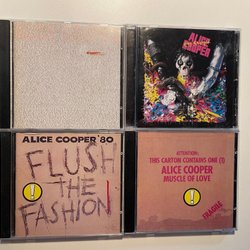 ALICE
COOPER
ALICE COOPER '80
FLUSH
THE
FASHION
!
ATTENTION:
THIS CARTON CONTAINS ONE (1)
ALICE COOPER
MUSCLE OF LOVE
!
FRAGILE